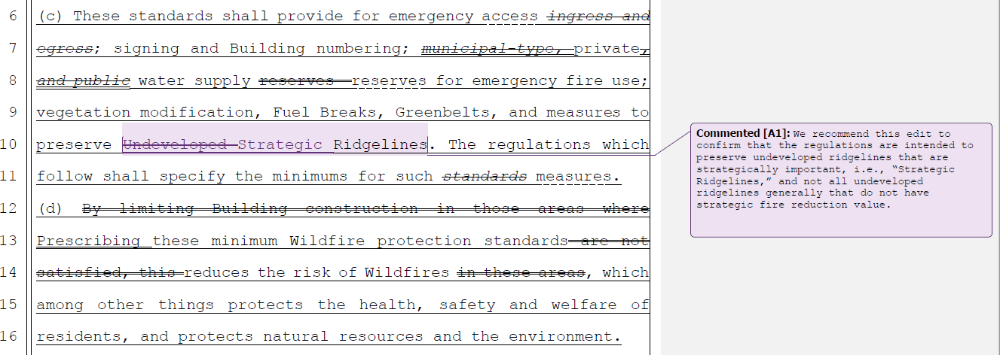 6 (c) These standards shall provide for emergency access ingress and
7 egress; signing and Building numbering; municipal-type, private,
8 and public water supply reserves reserves for emergency fire use;
9 vegetation modification, Fuel Breaks, Greenbelts, and measures to
10 preserve Undeveloped Strategic Ridgelines. The regulations which
11 follow shall specify the minimums for such standards measures.
12 (d) By limiting Building construction in those areas where
13 Prescribing these minimum Wildfire protection standards are not
14 satisfied, this reduces the risk of Wildfires in these areas, which
15 among other things protects the health, safety and welfare of
16 residents, and protects natural resources and the environment.
Commented [A1]: We recommend this edit to
confirm that the regulations are intended to
preserve undeveloped ridgelines that are
strategically important, i.e., “Strategic
Ridgelines,” and not all undeveloped
ridgelines generally that do not have
strategic fire reduction value.